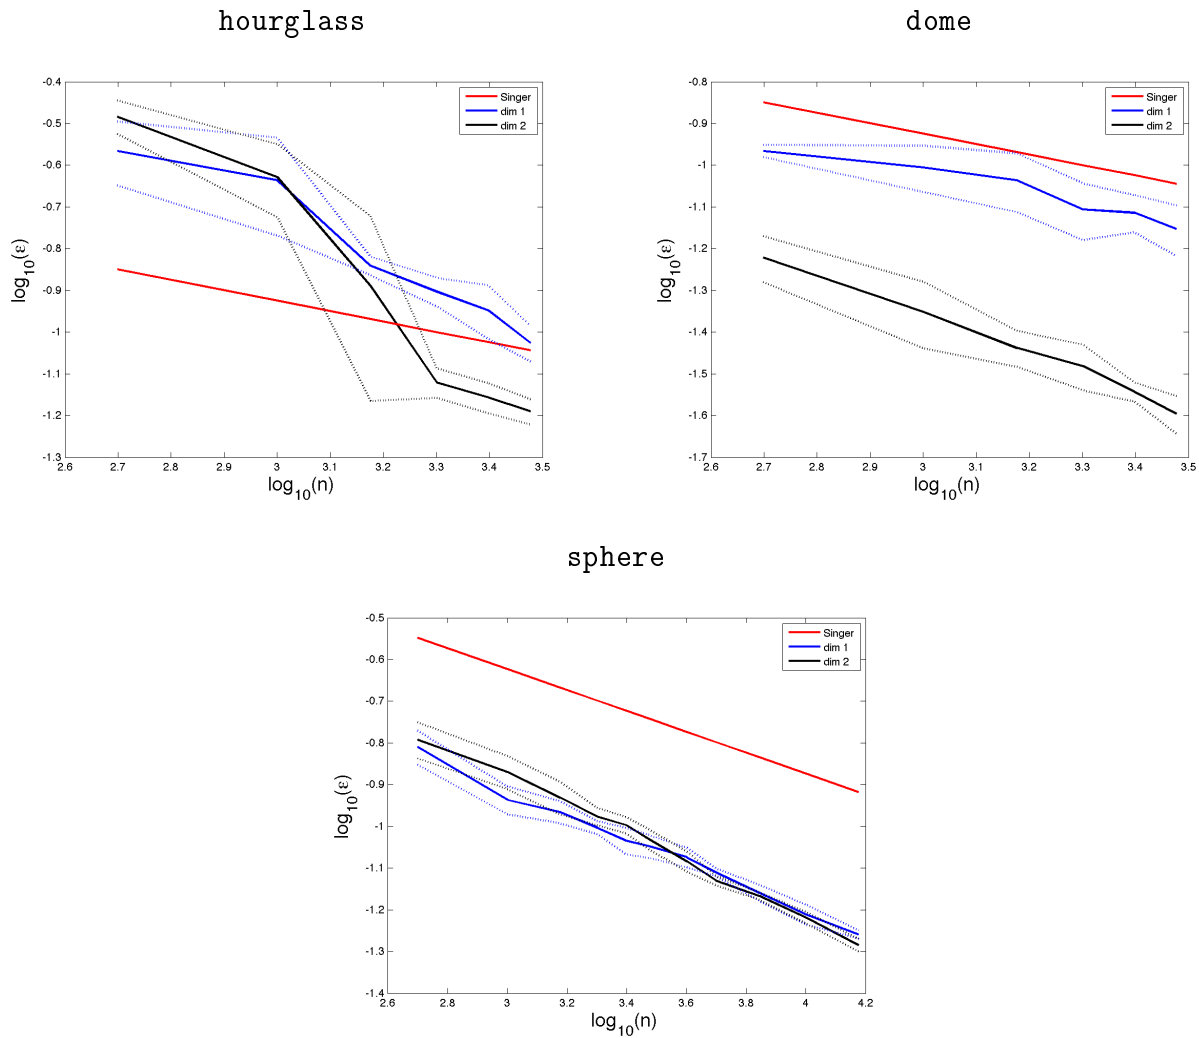 hourglass
-0.4
-0.5
-0.6
-0.7
-0.8
-0.9
-1
-1.1
-1.2
-1.3
2.6 2.7 2.8 2.9 3 3.1 3.2 3.3 3.4 3.5
log10(n)
log10(ε)
Singer
dim 1
dim 2
dome
-0.8
-0.9
-1
-1.1
-1.2
-1.3
-1.4
-1.5
-1.6
-1.7
2.6 2.7 2.8 2.9 3 3.1 3.2 3.3 3.4 3.5
log10(n)
log10(ε)
Singer
dim 1
dim 2
sphere
-0.5
-0.6
-0.7
-0.8
-0.9
-1
-1.1
-1.2
-1.3
-1.4
2.6 2.8 3 3.2 3.4 3.6 3.8 4 4.2
log10(n)
log10(ε)
Singer
dim 1
dim 2